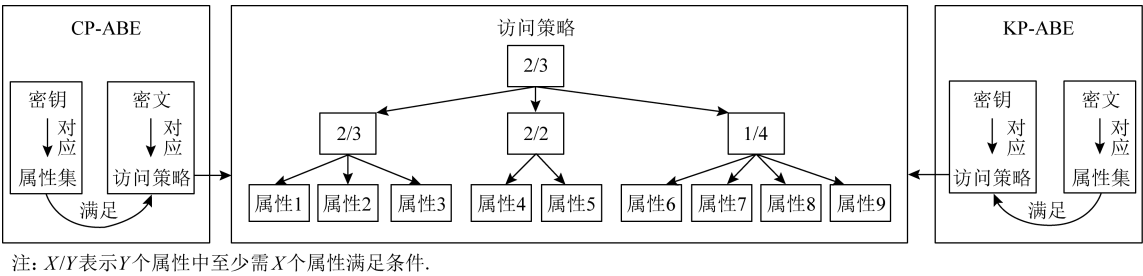 CP-ABE
密钥
对应
属性集
密文
对应
访问策略
满足
访问策略
2/3
2/3
2/2
1/4
属性1
属性2
属性3
属性4
属性5
属性6
属性7
属性8
属性9
KP-ABE
密钥
对应
访问策略
密文
对应
属性集
满足
注: X/Y表示Y个属性中至少需X个属性满足条件.